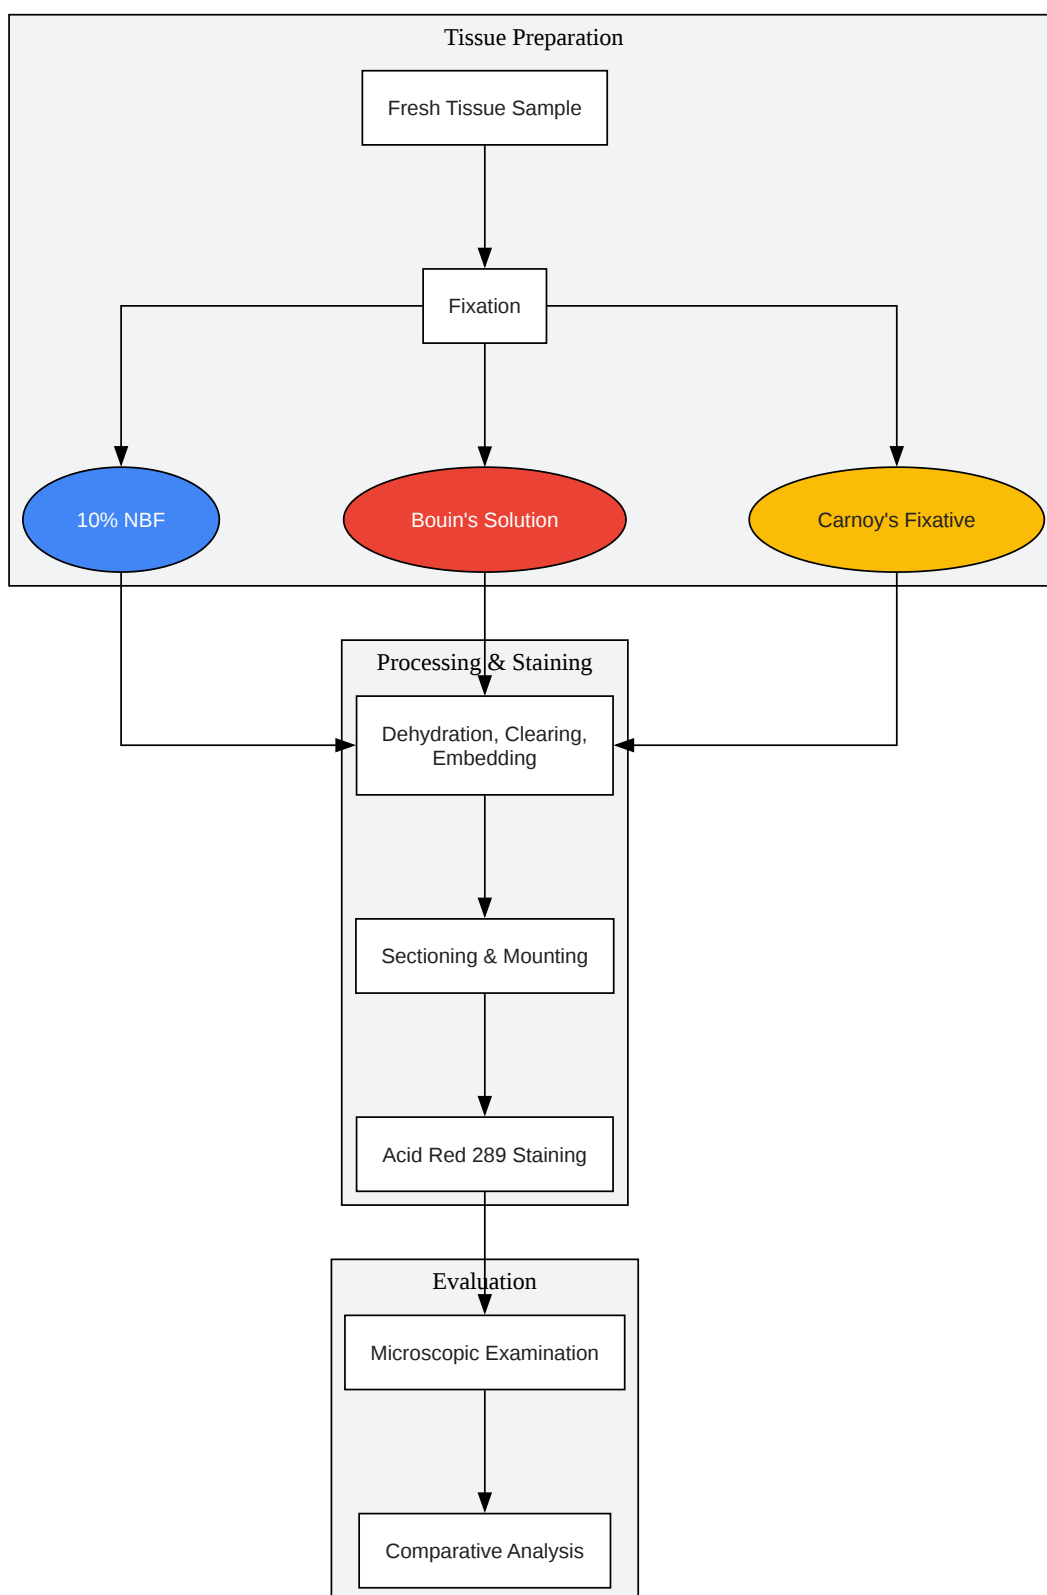 Tissue Preparation
Fresh Tissue Sample
Fixation
10% NBF
Bouin's Solution
Carnoy's Fixative
Processing & Staining
Dehydration, Clearing,
Embedding
Sectioning & Mounting
Acid Red 289 Staining
Evaluation
Microscopic Examination
Comparative Analysis